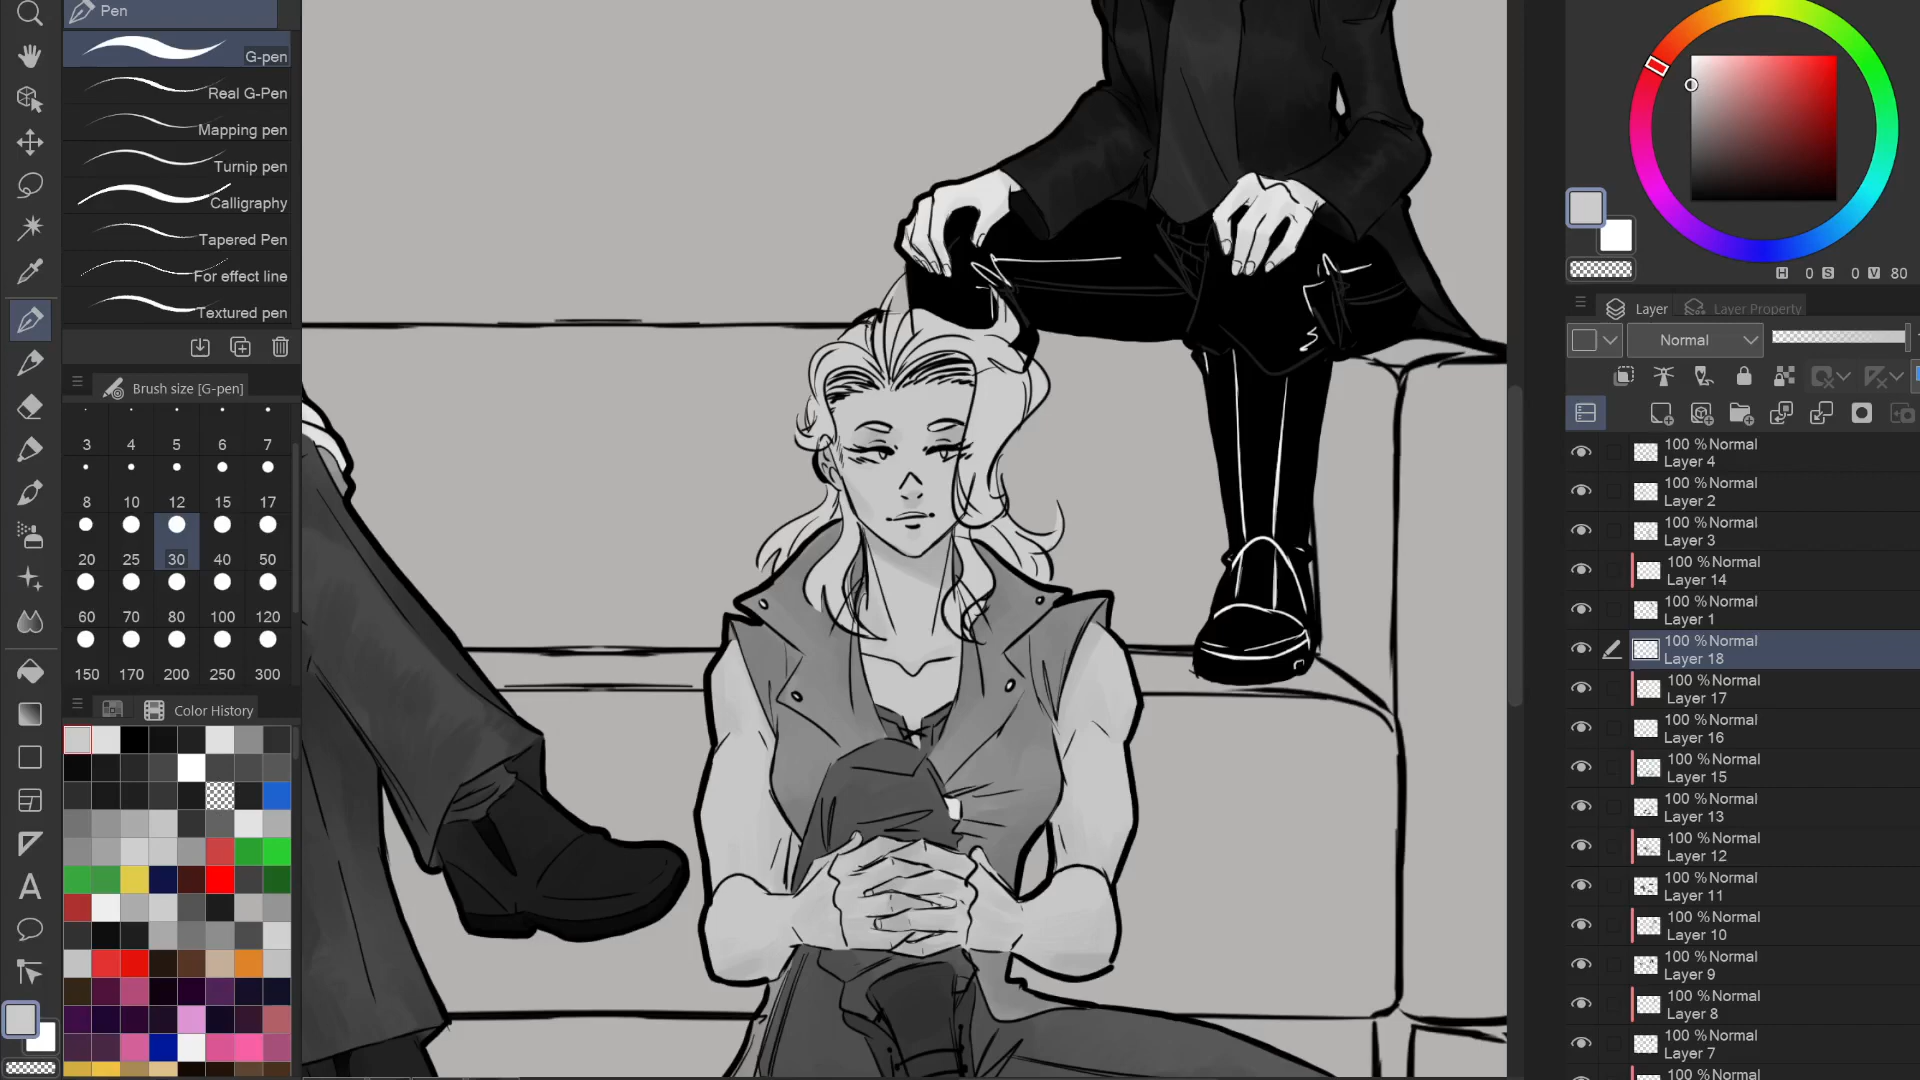 Pen
G-pen
Real G-Pen
Mapping pen
Turnip pen
Calligraphy
Tapered Pen
For effect line
Textured pen
Brush size [G-pen]
3 4 5 6 7
8 10 12 15 17
20 25 30 40 50
60 70 80 100 120
150 170 200 250 300
Color History
H 0 S 0 V 80
Layer
Layer Property
Normal
100 %Normal
Layer 4
100 %Normal
Layer 2
100 %Normal
Layer 3
100 %Normal
Layer 14
100 %Normal
Layer 1
100 %Normal
Layer 18
100 %Normal
Layer 17
100 %Normal
Layer 16
100 %Normal
Layer 15
100 %Normal
Layer 13
100 %Normal
Layer 12
100 %Normal
Layer 11
100 %Normal
Layer 10
100 %Normal
Layer 9
100 %Normal
Layer 8
100 %Normal
Layer 7
100 %Normal